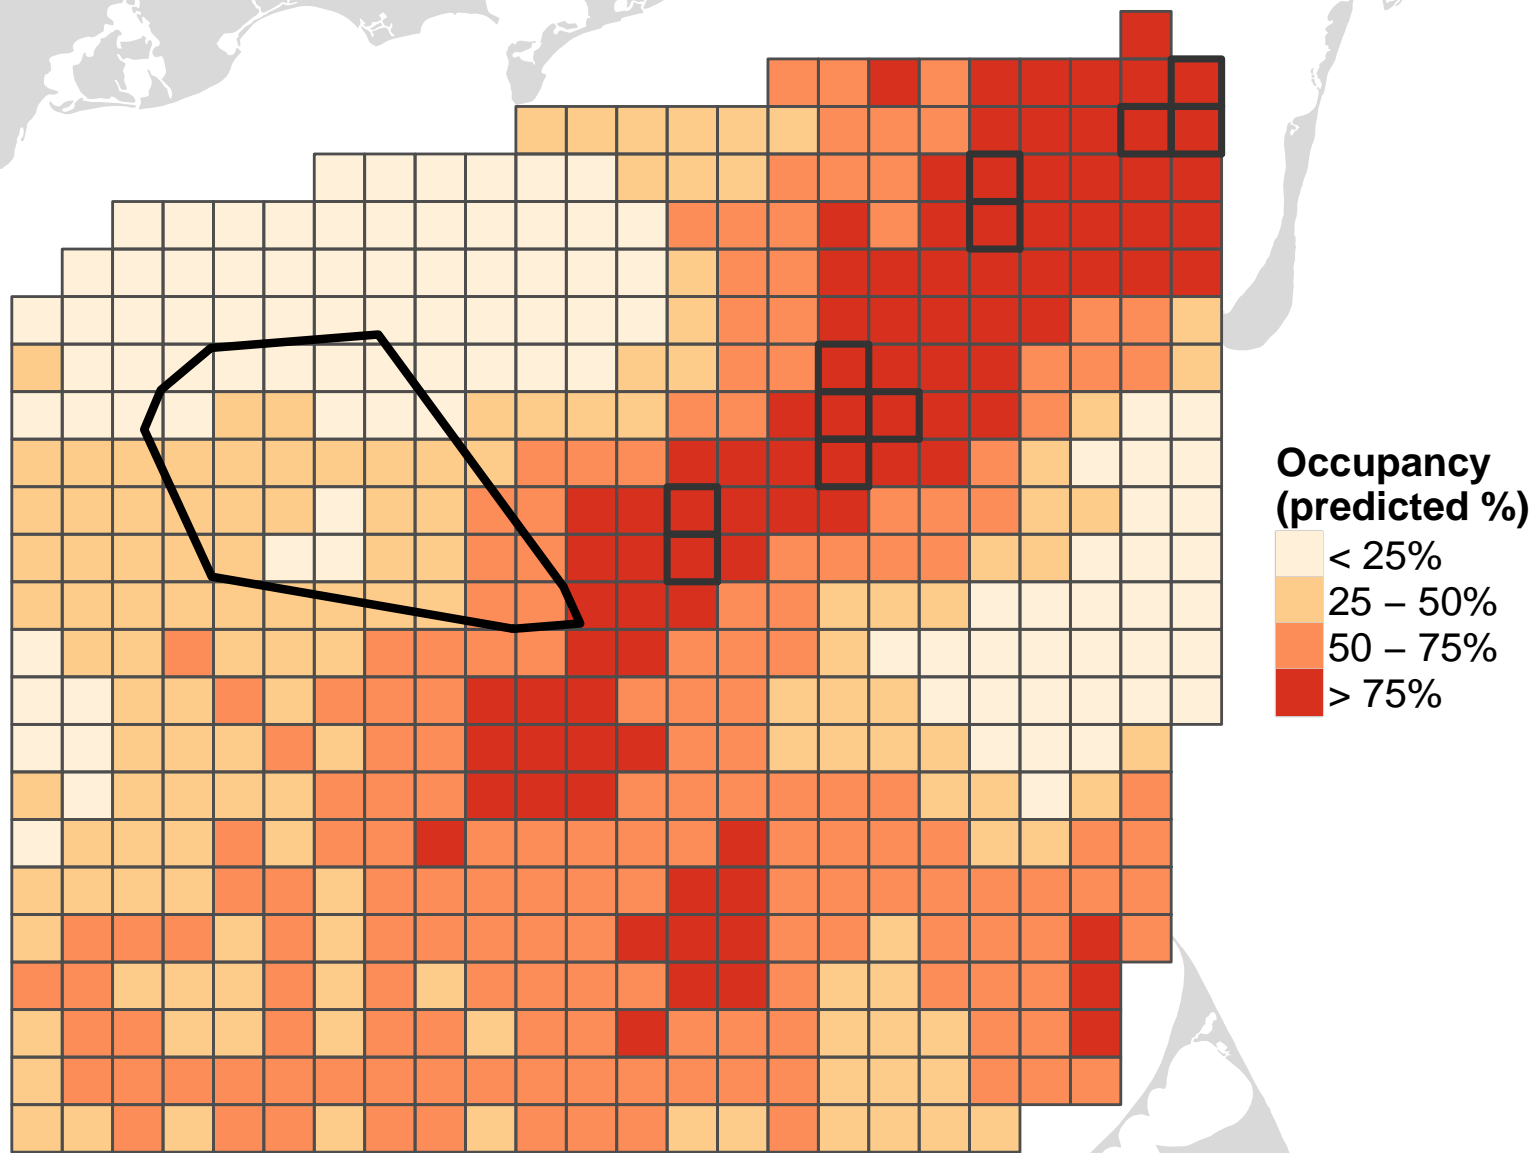 Occupancy
(predicted %)
< 25%
25 – 50%
50 – 75%
> 75%